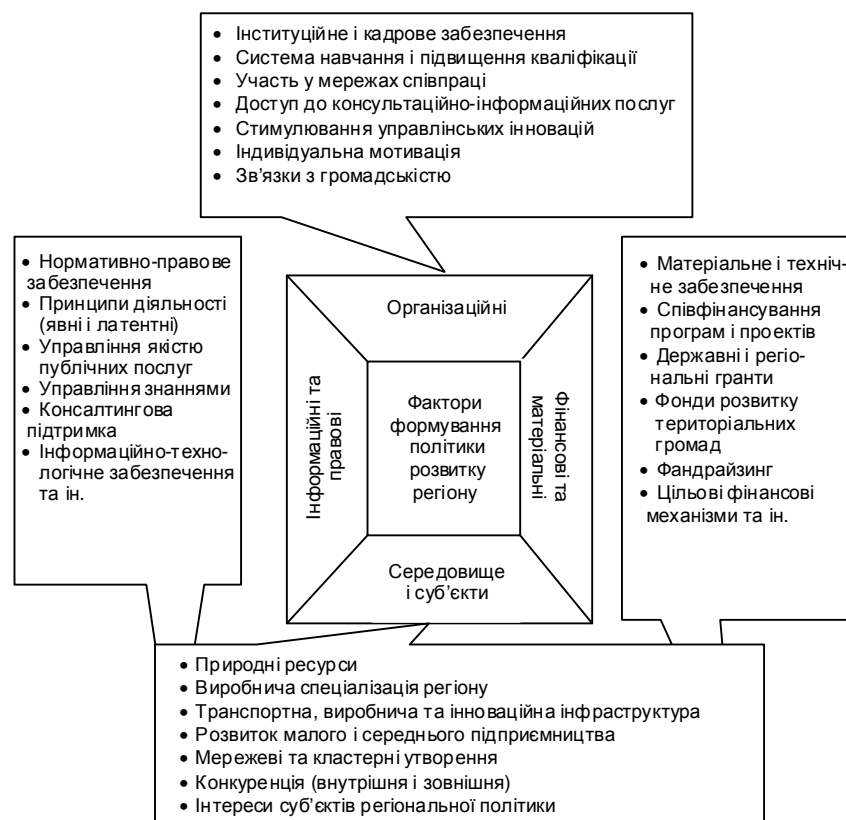 • Інституційне і кадрове забезпечення
• Система навчання і підвищення кваліфікації
• Участь у мережах співпраці
• Доступ до консультаційно-інформаційних послуг
• Стимулювання управлінських інновацій
• Індивідуальна мотивація
• Зв’язки з громадськістю
• Нормативно-правове
забезпечення
• Принципи діяльності
(явні і латентні)
• Управління якістю
публічних послуг
• Управління знаннями
• Консалтингова
підтримка
• Інформаційно-техно-
логічне забезпечення
та ін.
Організаційні
Інформаційні та
правові
Фактори
формування
політики
розвитку
регіону
Фінансові та
матеріальні
Середовище
і суб’єкти
• Матеріальне і техніч-
не забезпечення
• Співфінансування
програм і проектів
• Державні і регіо-
нальні гранти
• Фонди розвитку
територіальних
громад
• Фандрайзинг
• Цільові фінансові
механізми та ін.
• Природні ресурси
• Виробнича спеціалізація регіону
• Транспортна, виробнича та інноваційна інфраструктура
• Розвиток малого і середнього підприємництва
• Мережеві та кластерні утворення
• Конкуренція (внутрішня і зовнішня)
• Інтереси суб’єктів регіональної політики